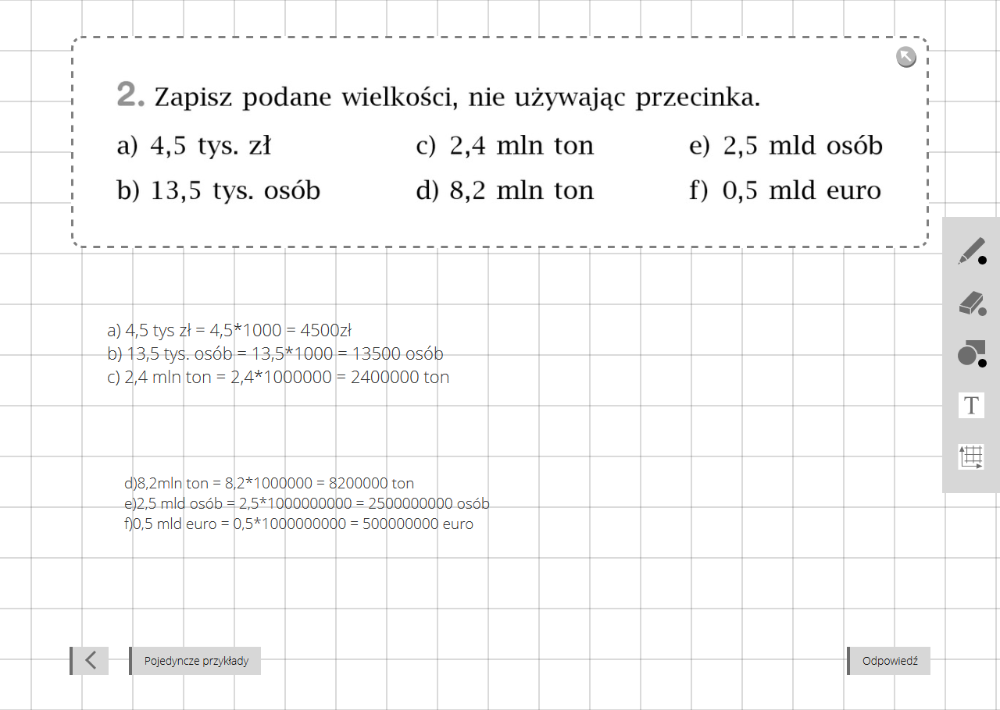 2. Zapisz podane wielkości, nie używając przecinka.
a) 4,5 tys. zł c) 2,4 mln ton e) 2,5 mld osób
b) 13,5 tys. osób d) 8,2 mln ton f) 0,5 mld euro
a) 4,5 tys zł = 4,5*1000 = 4500zł
b) 13,5 tys. osób = 13,5*1000 = 13500 osób
c) 2,4 mln ton = 2,4*1000000 = 2400000 ton
T
d)8,2mln ton = 8,2*1000000 = 8200000 ton
e)2,5 mld osób = 2,5*1000000000 = 2500000000 osób
f)0,5 mld euro = 0,5*1000000000 = 500000000 euro
Pojedyncze przykłady Odpowiedź